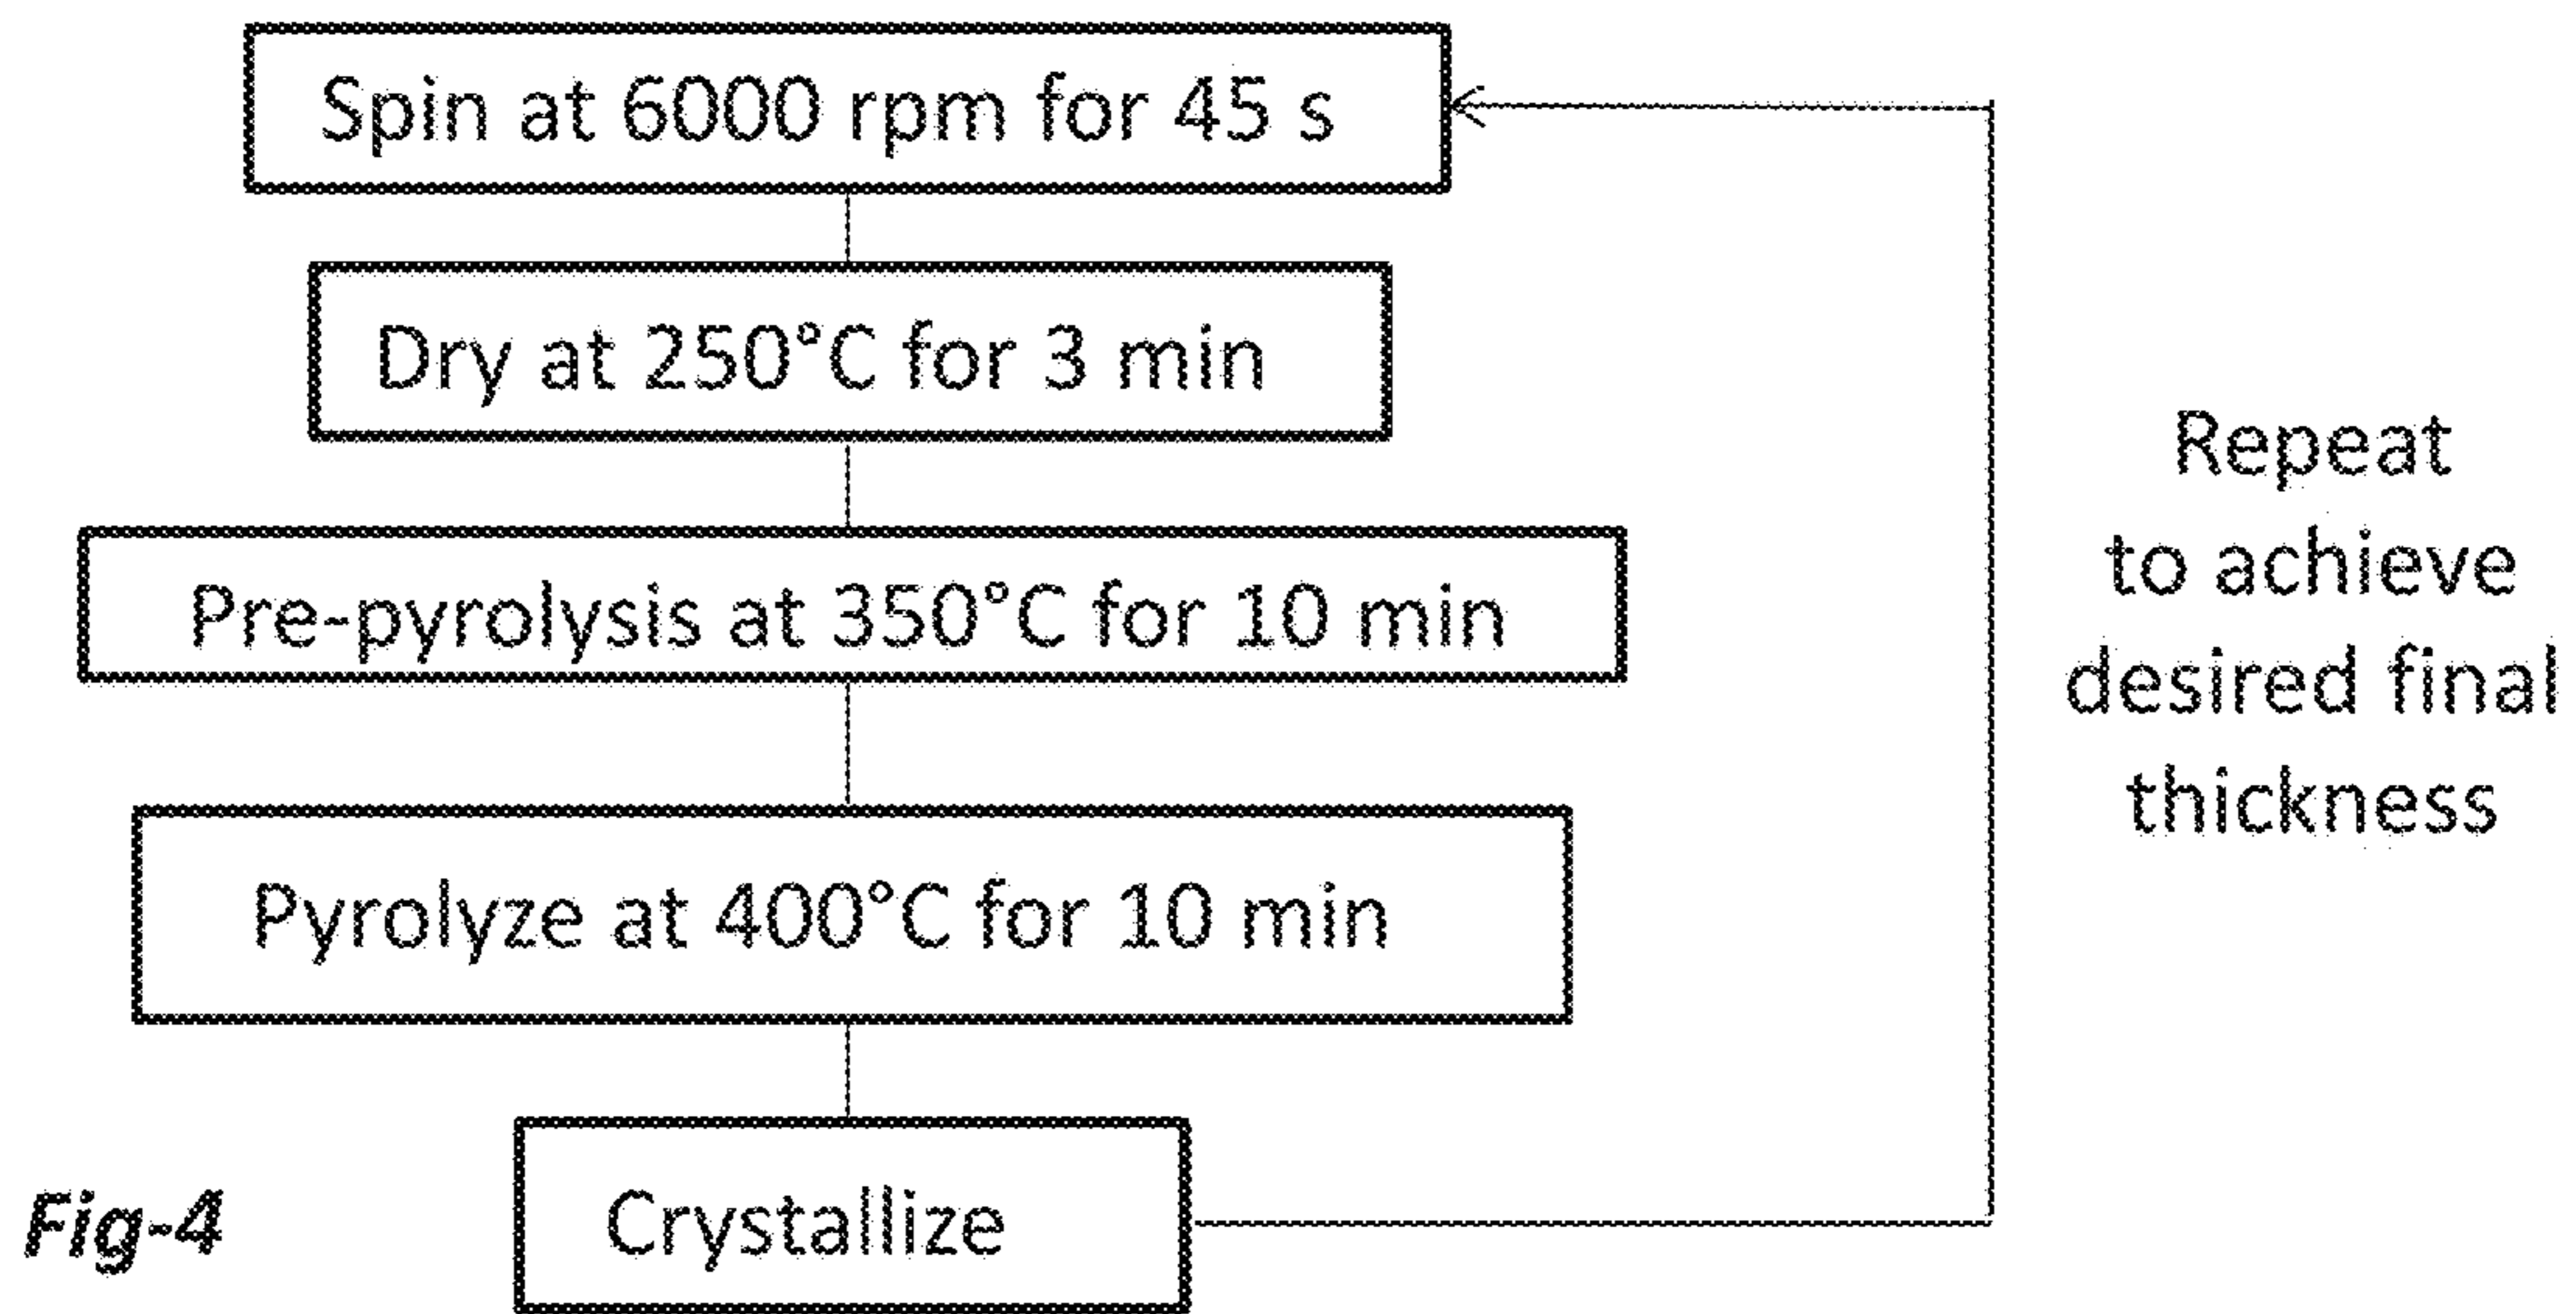 Spin at 6000 rpm for 45 s
Dry at 250°C for 3 min
Pre-pyrolysis at 350°C for 10 min
Pyrolyze at 400°C for 10 min
Crystallize
Repeat
to achieve
desired final
thickness
Fig-4